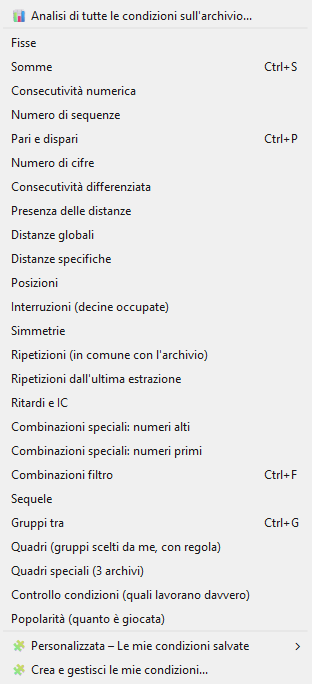 Analisi di tutte le condizioni sull'archivio...
Fisse
Somme Ctrl+S
Consecutività numerica
Numero di sequenze
Pari e dispari Ctrl+P
Numero di cifre
Consecutività differenziata
Presenza delle distanze
Distanze globali
Distanze specifiche
Posizioni
Interruzioni (decine occupate)
Simmetrie
Ripetizioni (in comune con l'archivio)
Ripetizioni dall'ultima estrazione
Ritardi e IC
Combinazioni speciali: numeri alti
Combinazioni speciali: numeri primi
Combinazioni filtro Ctrl+F
Sequele
Gruppi tra Ctrl+G
Quadri (gruppi scelti da me, con regola)
Quadri speciali (3 archivi)
Controllo condizioni (quali lavorano davvero)
Popolarità (quanto è giocata)
Personalizzata – Le mie condizioni salvate
Crea e gestisci le mie condizioni...